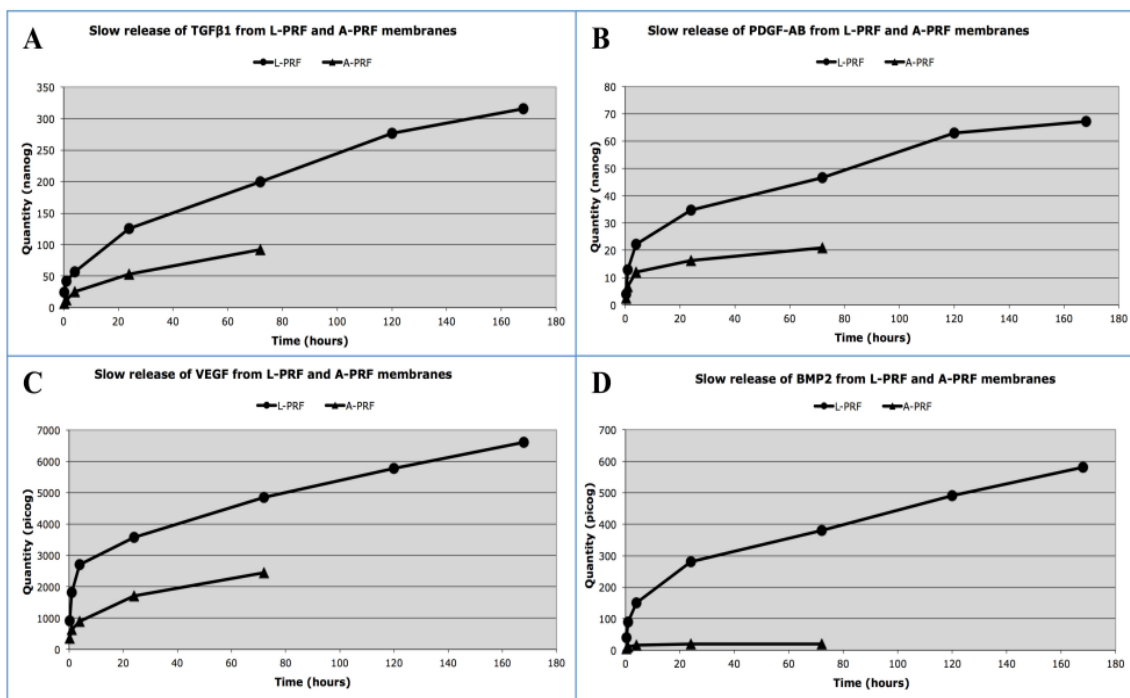 A
Slow release of TGFβ1 from L-PRF and A-PRF membranes
L-PRF A-PRF
Quantity (nanog)
350
300
250
200
150
100
50
0
0 20 40 60 80 100 120 140 160 180
Time (hours)
B
Slow release of PDGF-AB from L-PRF and A-PRF membranes
L-PRF A-PRF
Quantity (nanog)
80
70
60
50
40
30
20
10
0
0 20 40 60 80 100 120 140 160 180
Time (hours)
C
Slow release of VEGF from L-PRF and A-PRF membranes
L-PRF A-PRF
Quantity (picog)
7000
6000
5000
4000
3000
2000
1000
0
0 20 40 60 80 100 120 140 160 180
Time (hours)
D
Slow release of BMP2 from L-PRF and A-PRF membranes
L-PRF A-PRF
Quantity (picog)
700
600
500
400
300
200
100
0
0 20 40 60 80 100 120 140 160 180
Time (hours)